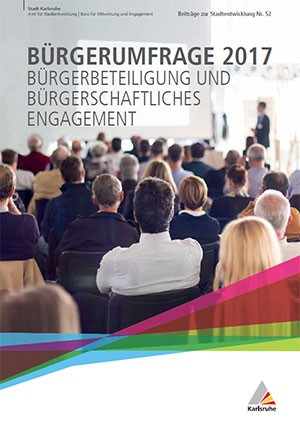 Stadt Karlsruhe
Amt für Stadtentwicklung | Büro für Mitwirkung und Engagement
Beiträge zur Stadtentwicklung Nr. 52
BÜRGERUMFRAGE 2017
BÜRGERBETEILIGUNG UND
BÜRGERSCHAFTLICHES
ENGAGEMENT
Karlsruhe